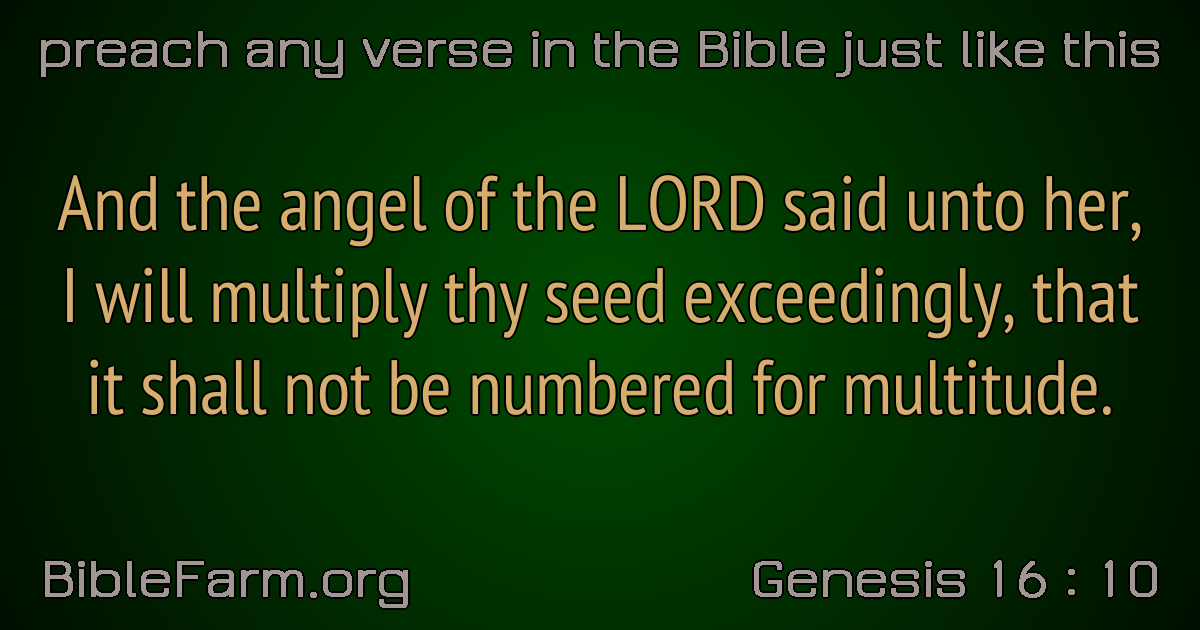 preach any verse in the Bible just like this
And the angel of the LORD said unto her,
I will multiply thy seed exceedingly, that
it shall not be numbered for multitude.
BibleFarm.org
Genesis 16 : 10